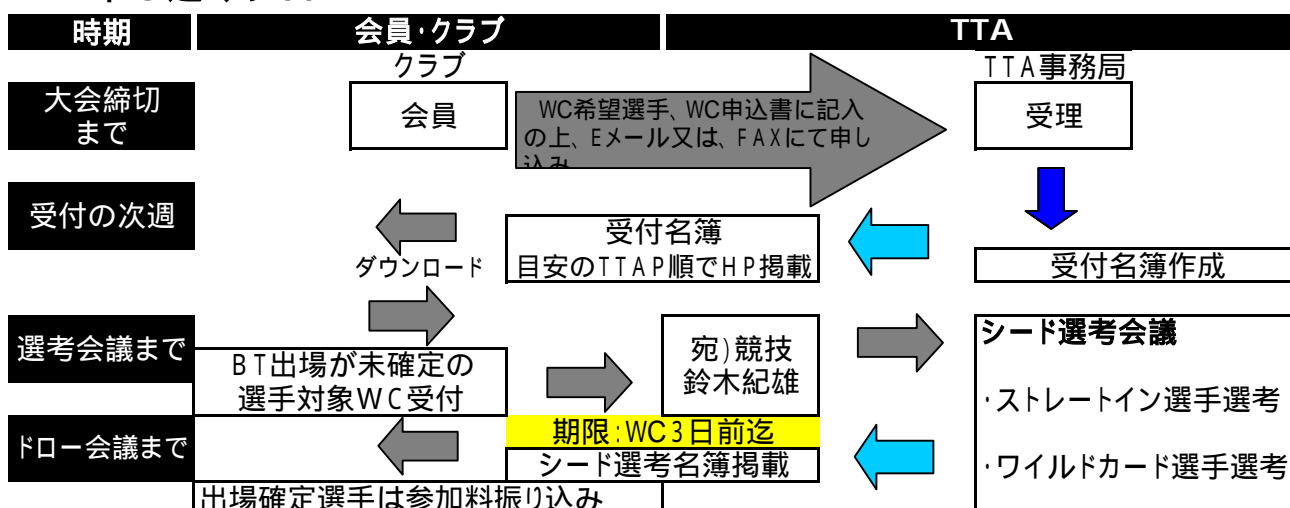 時期
会員・クラブ
TTA
クラブ
TTA事務局
大会締切
まで
会員
WC希望選手、WC申込書に記入
の上、Eメール又は、FAXにて申し
込み
受理
受付の次週
ダウンロード
受付名簿
目安のTTAP順でHP掲載
受付名簿作成
選考会議まで
BT出場が未確定の
選手対象WC受付
宛)競技
鈴木紀雄
シード選考会議
・ストレートイン選手選考
・ワイルドカード選手選考
ドロー会議まで
期限:WC3日前迄
シード選考名簿掲載
出場確定選手は参加料振り込み